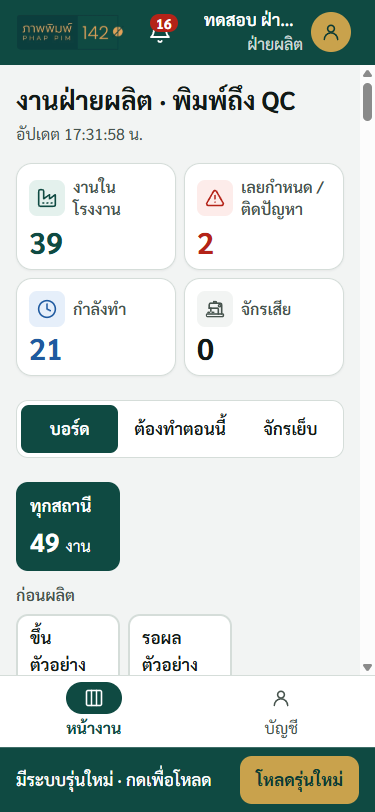 ภาพพิมพ์
PHAP PIM
142
16
ทดสอบ ฝ่า...
ฝ่ายผลิต
งานฝ่ายผลิต · พิมพ์ถึง QC
อัปเดต 17:31:58 น.
งานใน
โรงงาน
39
เลยกำหนด /
ติดปัญหา
2
กำลังทำ
21
จักรเสีย
0
บอร์ด
ต้องทำตอนนี้
จักรเย็บ
ทุกสถานี
49 งาน
ก่อนผลิต
ขึ้น
ตัวอย่าง
รอผล
ตัวอย่าง
หน้างาน
บัญชี
มีระบบรุ่นใหม่ · กดเพื่อโหลด
โหลดรุ่นใหม่